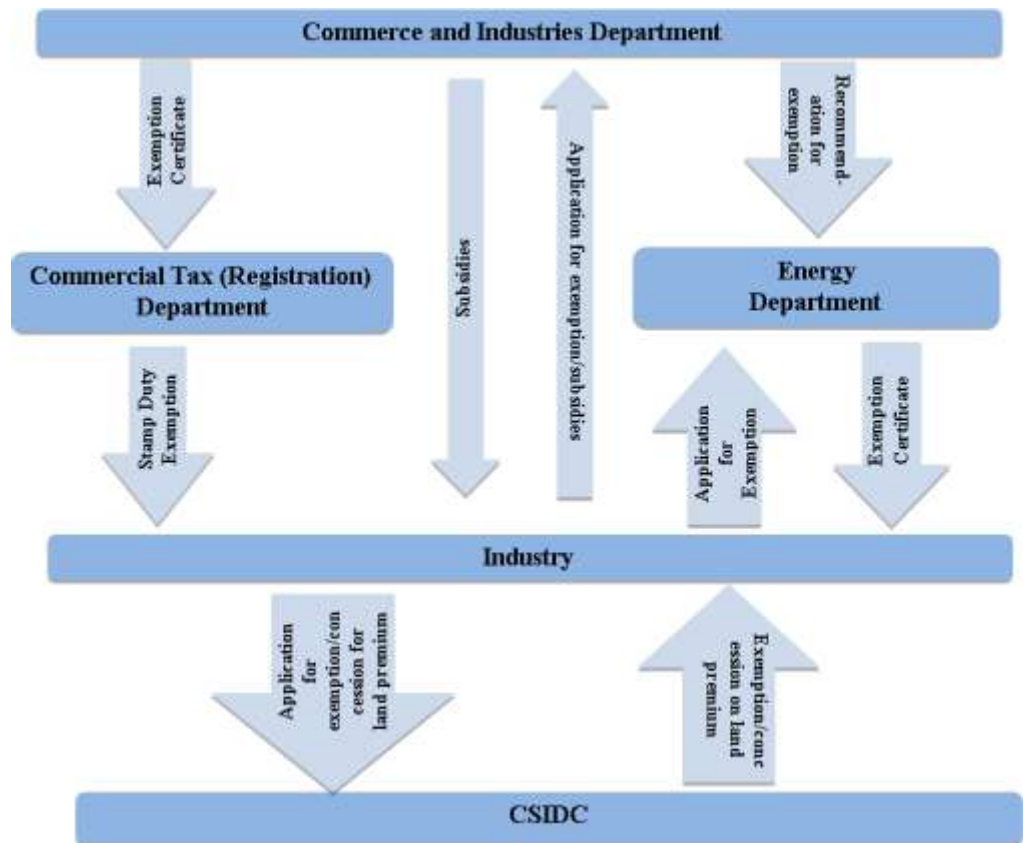 Commerce and Industries Department
Exemption
Certificate
Subsidies
Application for exemption/subsidies
Recommend-
ation for
exemption
Commercial Tax (Registration)
Department
Energy
Department
Stamp Duty
Exemption
Application
for
Exemption
Exemption
Certificate
Industry
Application
for
exemption/con
cession for
land premium
Exemption/conc
ession on land
premium
CSIDC